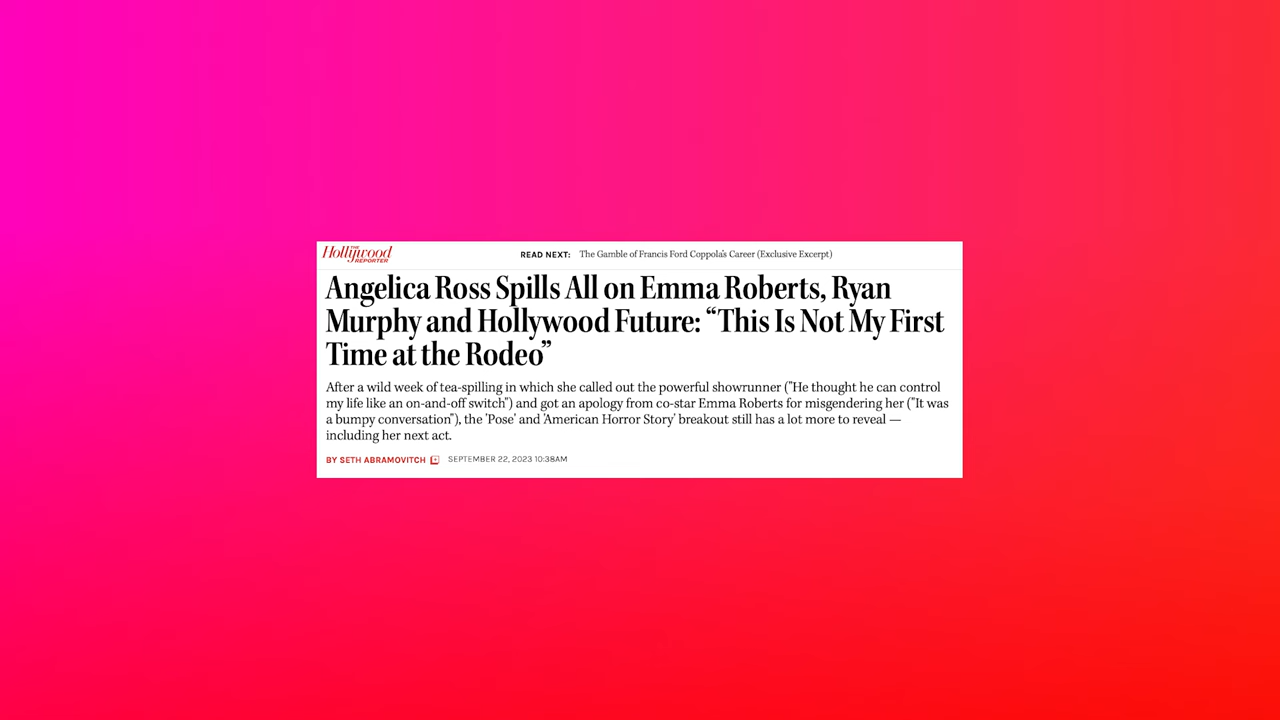 THE
Hollywood
REPORTER
READ NEXT: The Gamble of Francis Ford Coppola's Career (Exclusive Excerpt)
Angelica Ross Spills All on Emma Roberts, Ryan
Murphy and Hollywood Future: “This Is Not My First
Time at the Rodeo”
After a wild week of tea-spilling in which she called out the powerful showrunner ("He thought he can control
my life like an on-and-off switch") and got an apology from co-star Emma Roberts for misgendering her ("It was
a bumpy conversation"), the 'Pose' and 'American Horror Story' breakout still has a lot more to reveal —
including her next act.
BY SETH ABRAMOVITCH SEPTEMBER 22, 2023 10:38AM